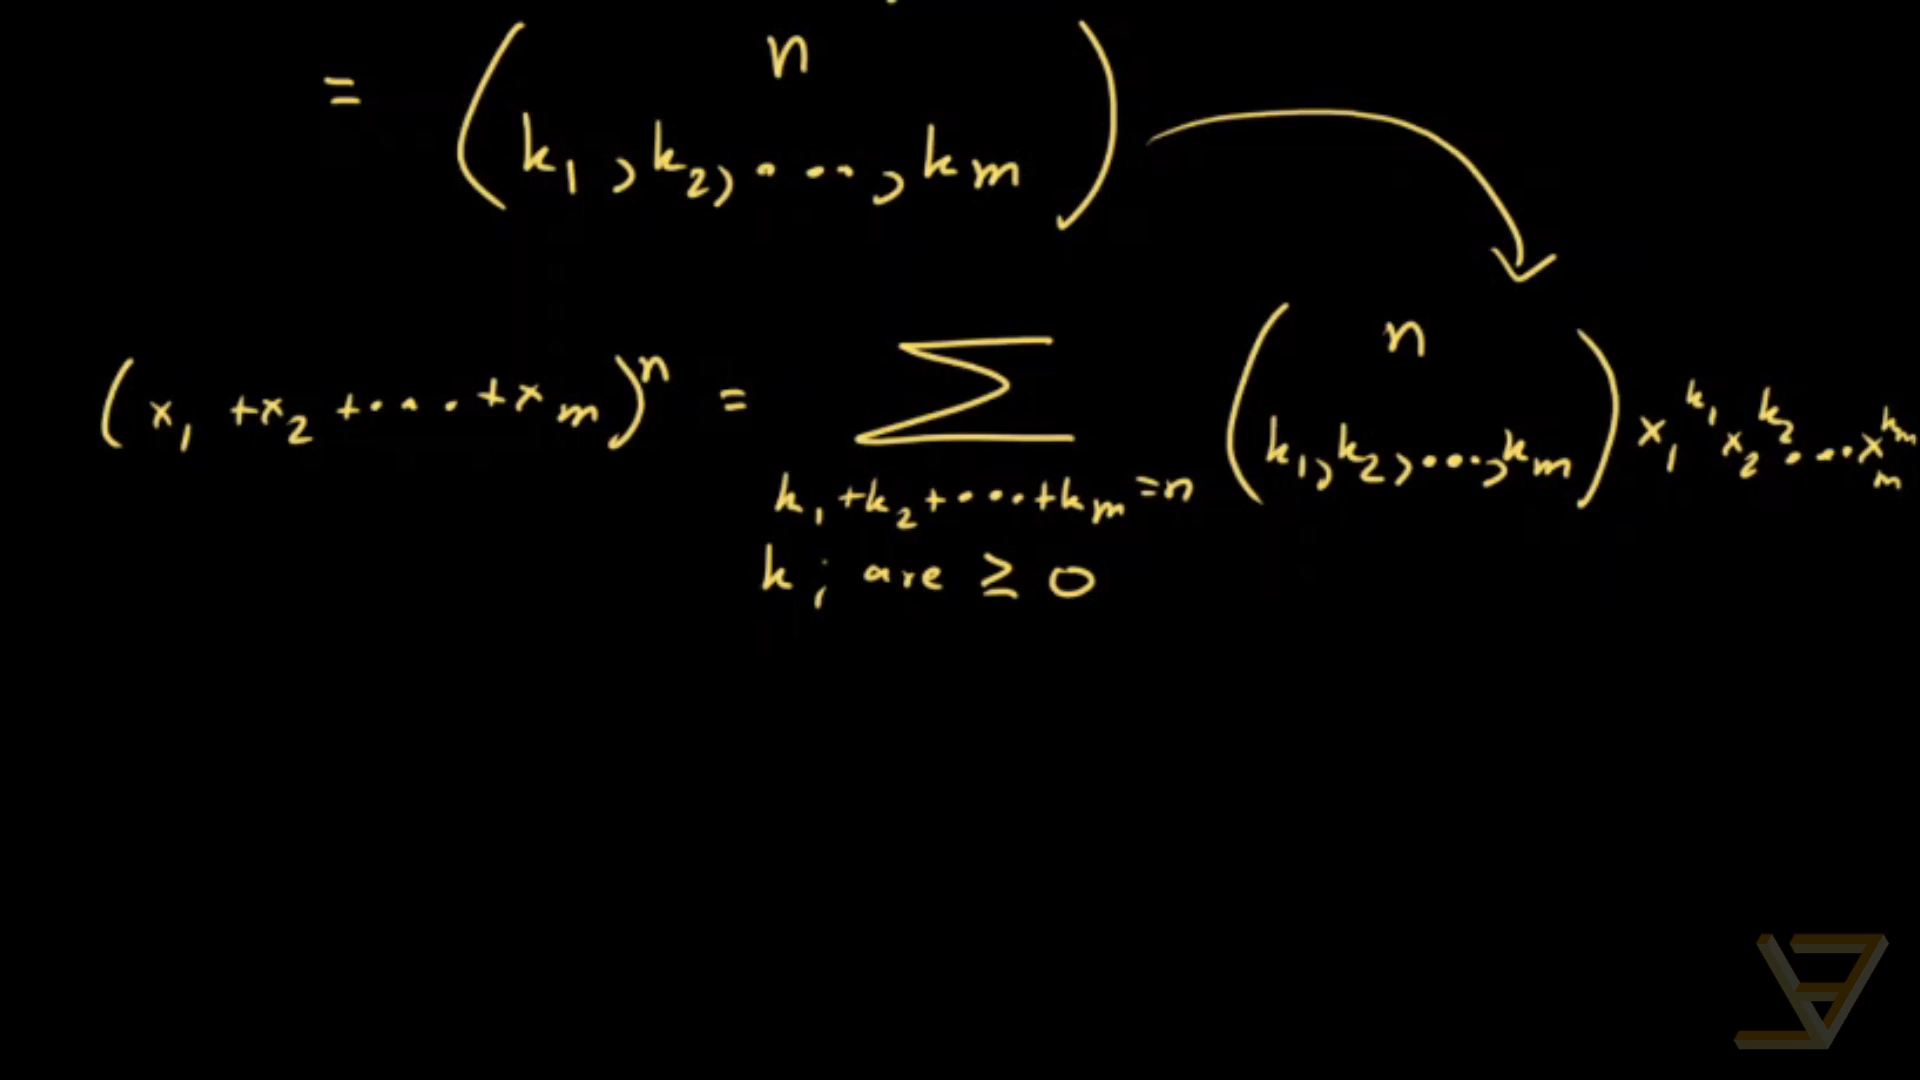 = ( n
k₁, k₂, ..., kₘ )
(x₁ + x₂ + ... + xₘ)ⁿ = Σ ( n
k₁, k₂, ..., kₘ ) x₁^k₁ x₂^k₂ ... xₘ^kₘ
k₁ + k₂ + ... + kₘ = n
kᵢ are ≥ 0